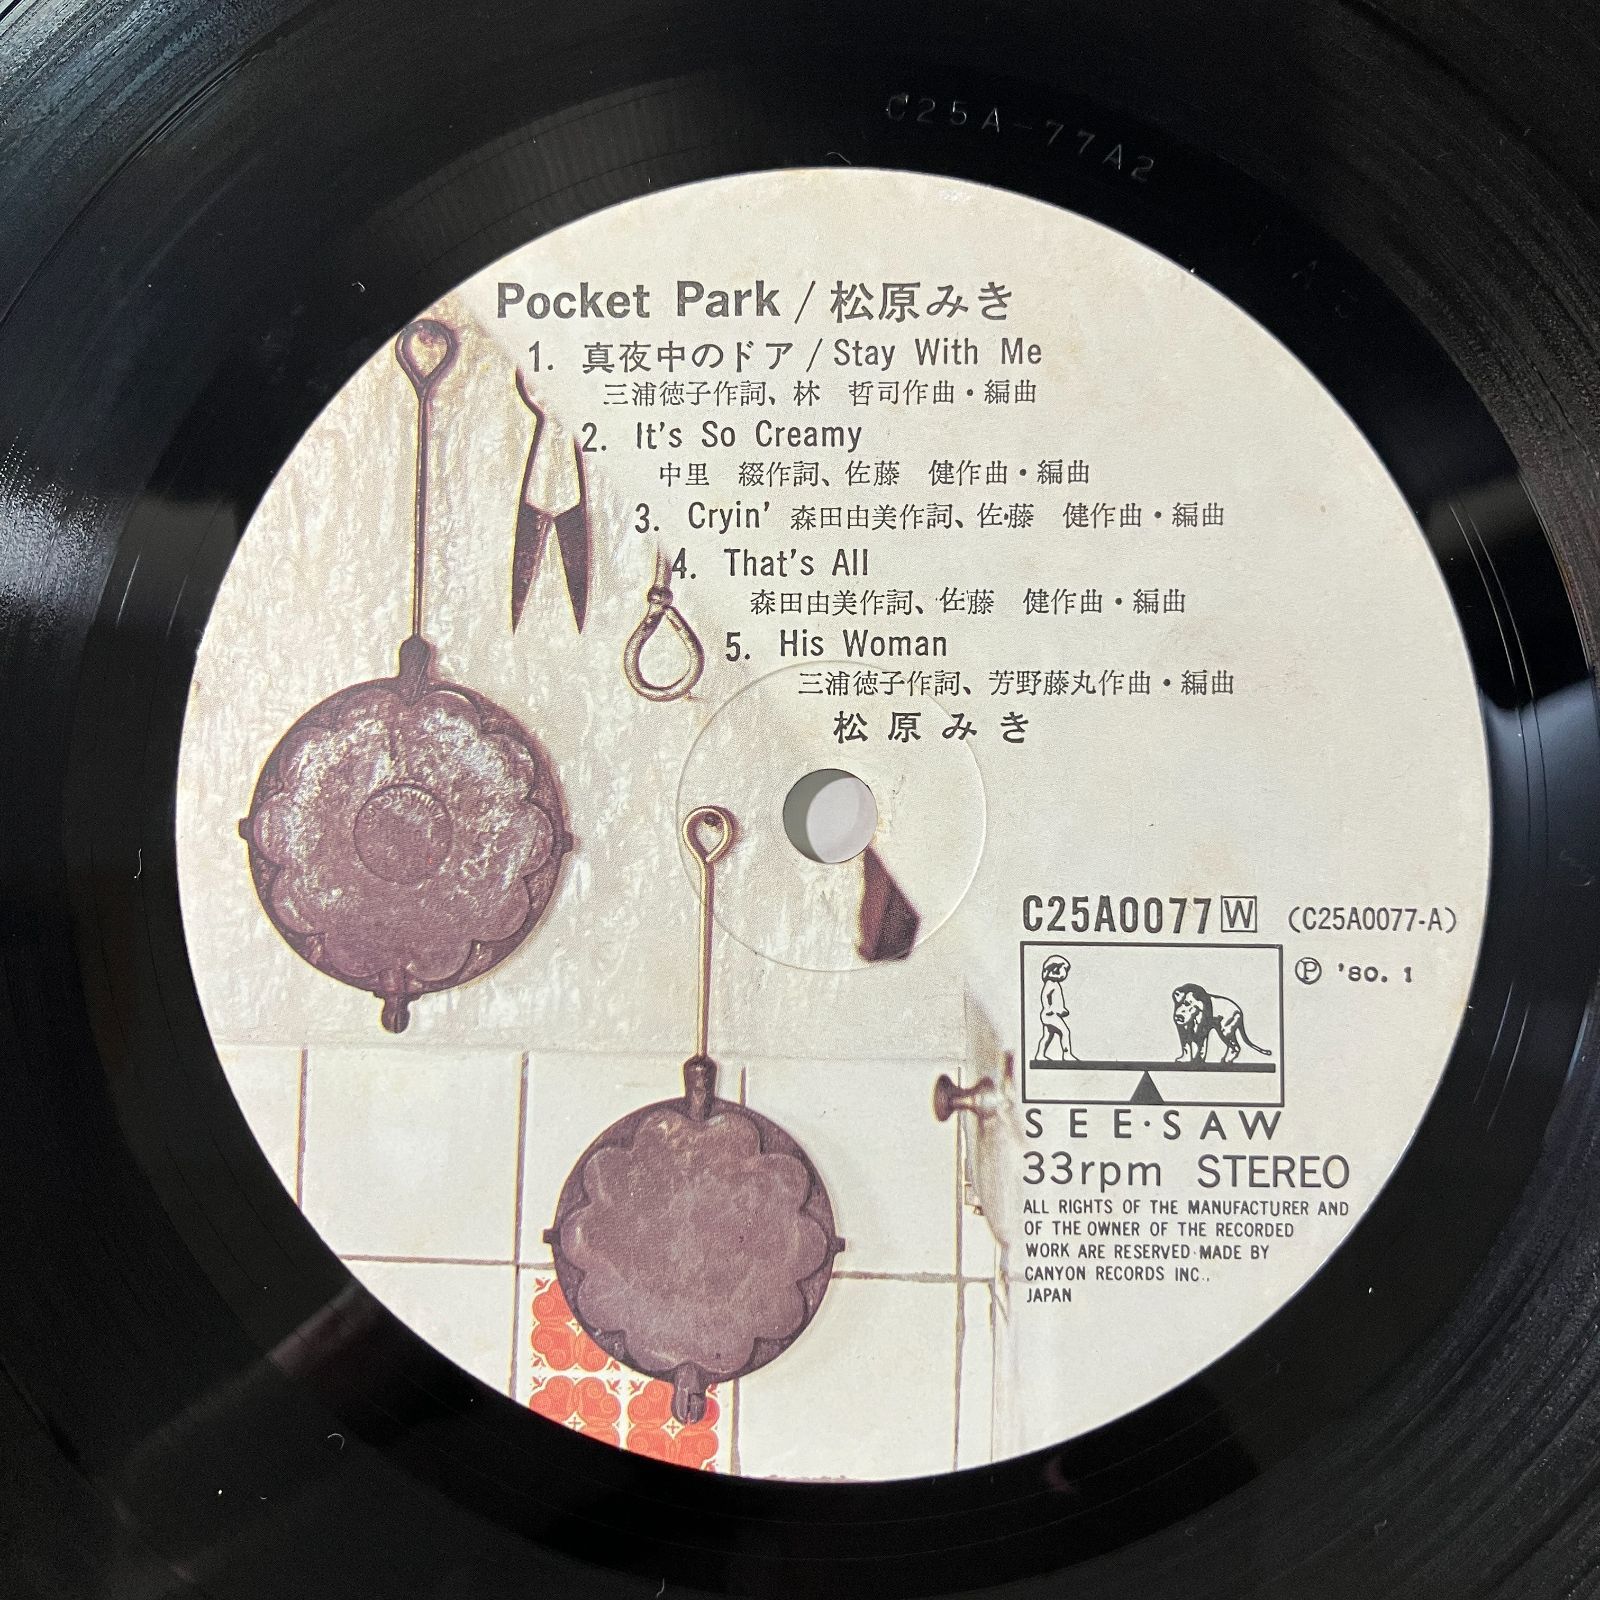 C25A-77A2
Pocket Park / 松原みき
1. 真夜中のドア / Stay With Me
三浦徳子作詞、林 哲司作曲・編曲
2. It's So Creamy
中里 綴作詞、佐藤 健作曲・編曲
3. Cryin' 森田由美作詞、佐藤 健作曲・編曲
4. That's All
森田由美作詞、佐藤 健作曲・編曲
5. His Woman
三浦徳子作詞、芳野藤丸作曲・編曲
松原みき
C25A0077 W (C25A0077-A)
Ⓟ '80. 1
SEE・SAW
33rpm STEREO
ALL RIGHTS OF THE MANUFACTURER AND
OF THE OWNER OF THE RECORDED
WORK ARE RESERVED MADE BY
CANYON RECORDS INC.,
JAPAN